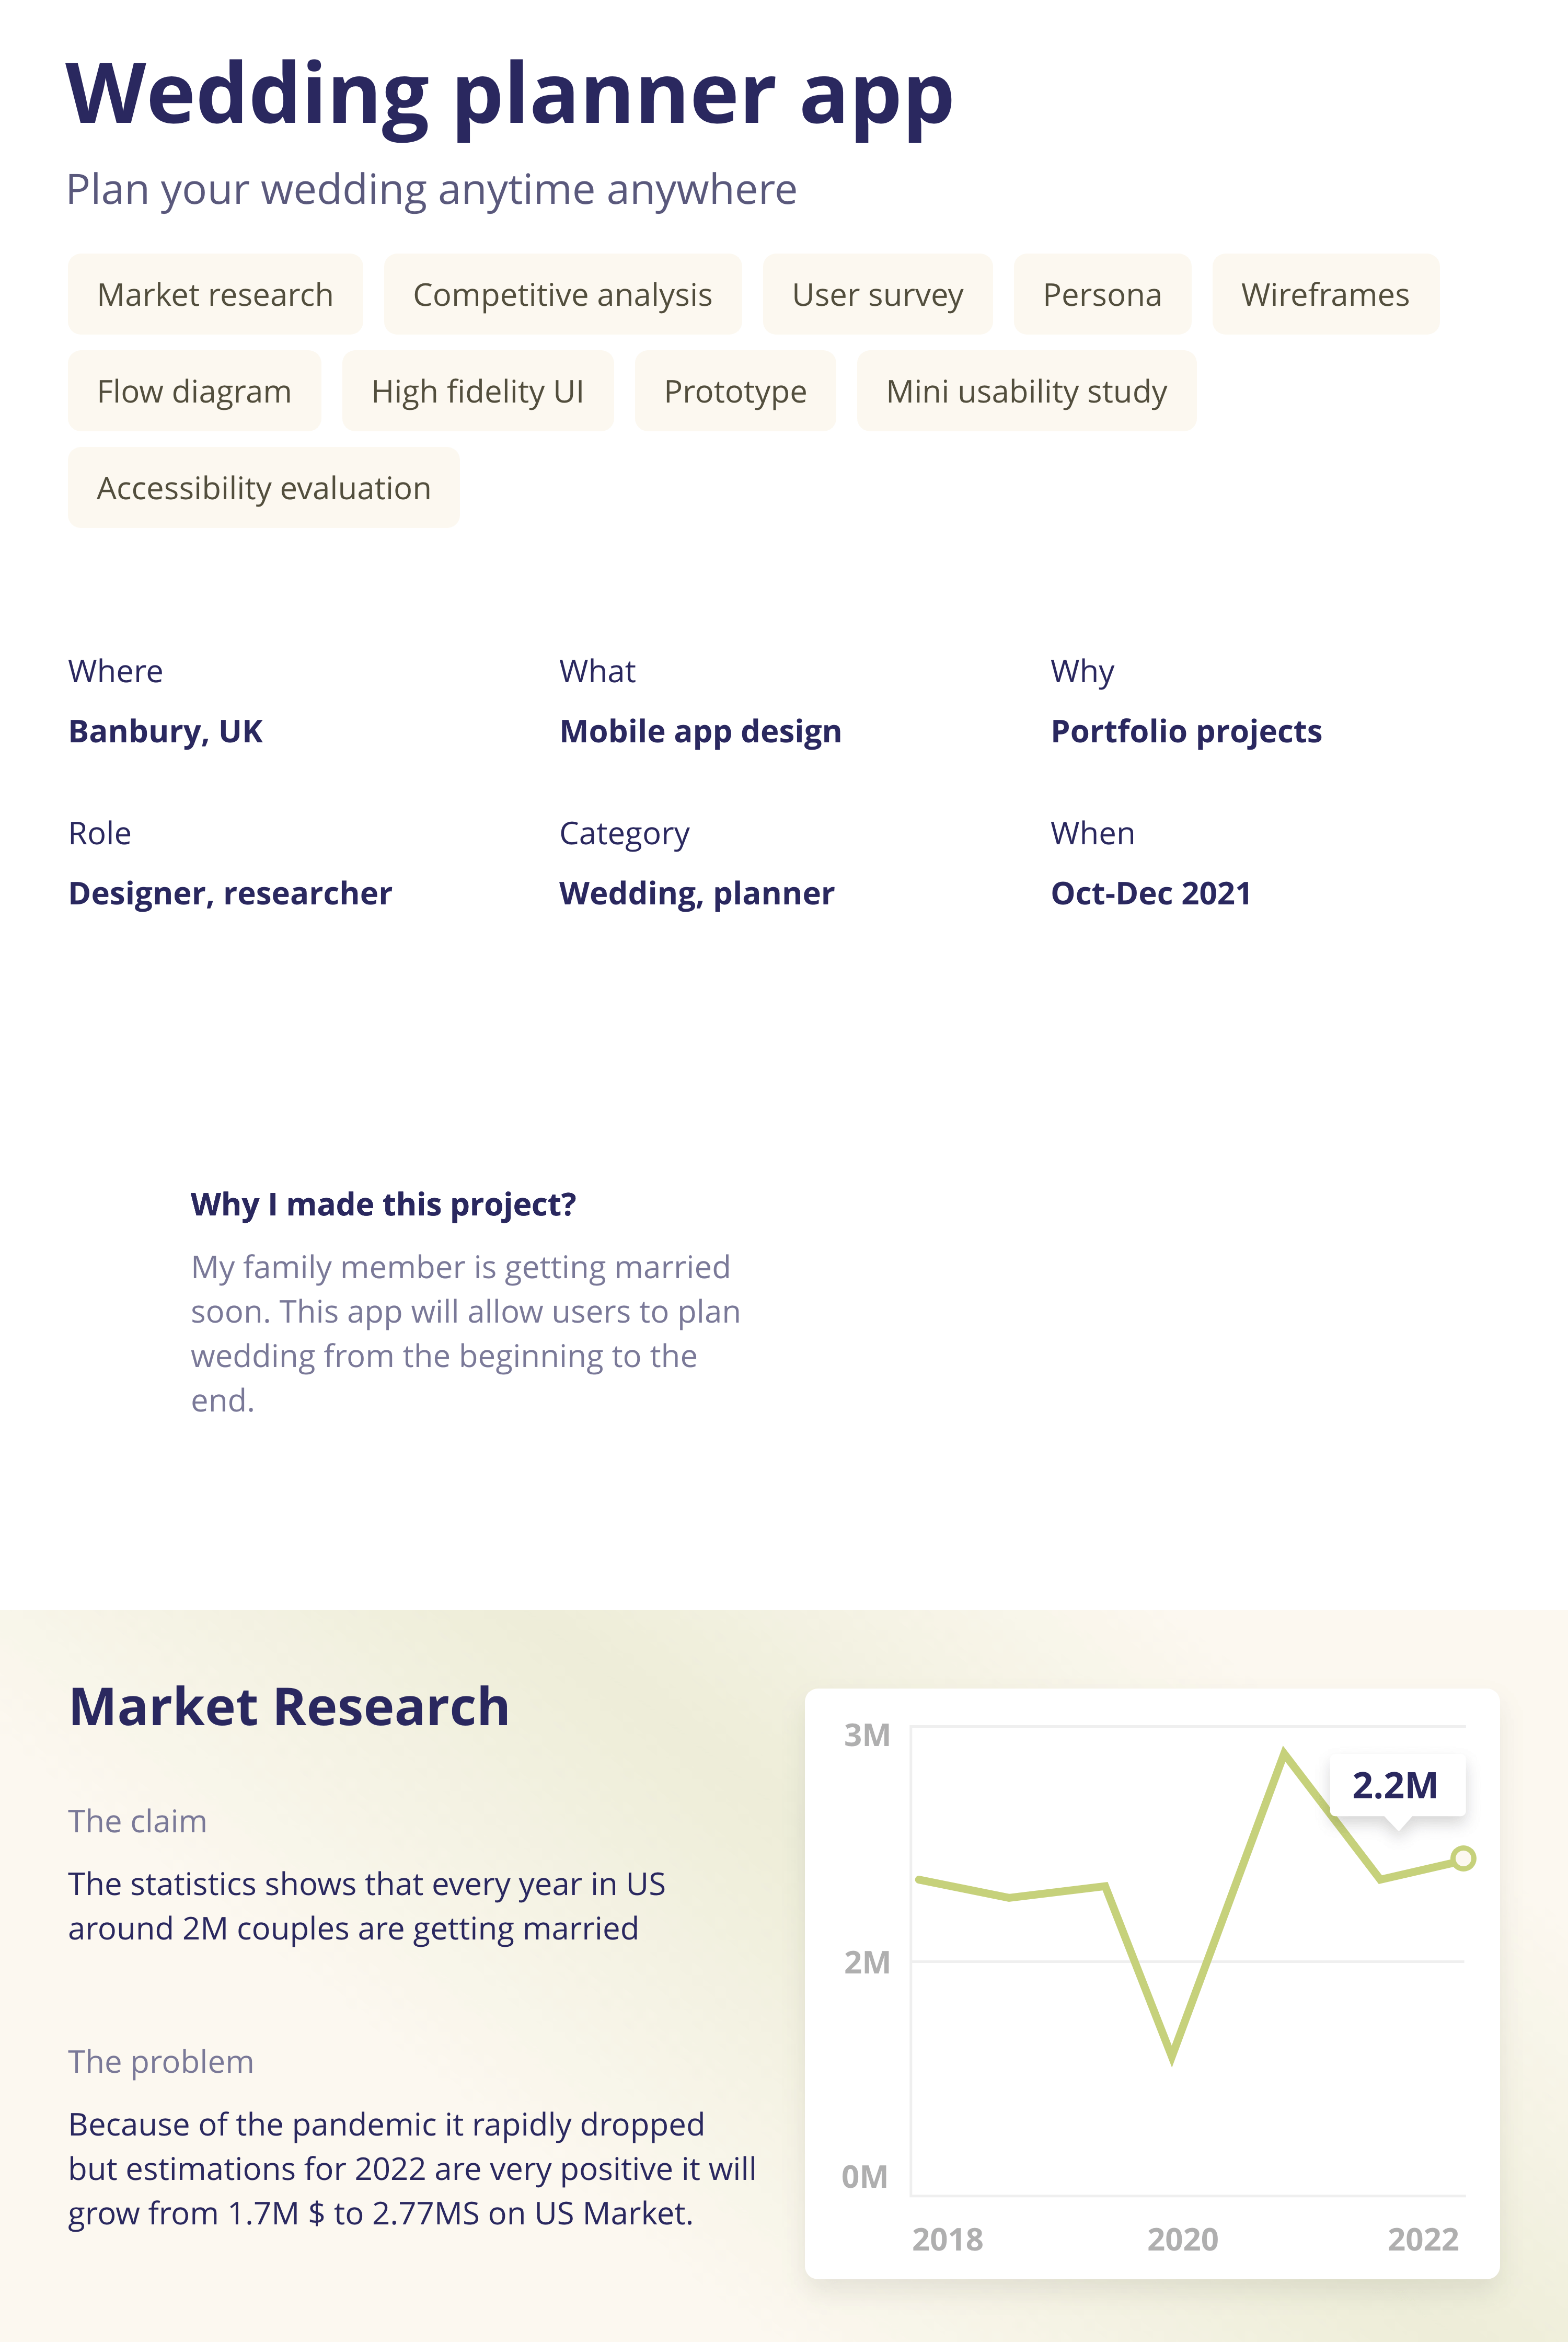 Wedding planner app
Plan your wedding anytime anywhere
Market research
Competitive analysis
User survey
Persona
Wireframes
Flow diagram
High fidelity UI
Prototype
Mini usability study
Accessibility evaluation
Where
Banbury, UK
What
Mobile app design
Why
Portfolio projects
Role
Designer, researcher
Category
Wedding, planner
When
Oct-Dec 2021
Why I made this project?
My family member is getting married
soon. This app will allow users to plan
wedding from the beginning to the
end.
Market Research
The claim
The statistics shows that every year in US
around 2M couples are getting married
The problem
Because of the pandemic it rapidly dropped
but estimations for 2022 are very positive it will
grow from 1.7M $ to 2.77MS on US Market.
3M
2.2M
2M
0M
2018
2020
2022